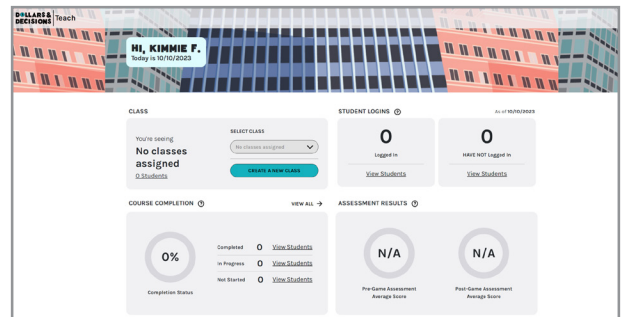 DOLLARS &
DECISIONS Teach
HI, KIMMIE F.
Today is 10/10/2023
CLASS
You're seeing
No classes
assigned
0 Students
SELECT CLASS
No classes assigned
CREATE A NEW CLASS
STUDENT LOGINS ?
As of 10/10/2023
0
Logged In
View Students
0
HAVE NOT Logged In
View Students
COURSE COMPLETION ?
VIEW ALL →
0%
Completion Status
Completed 0 View Students
In Progress 0 View Students
Not Started 0 View Students
ASSESSMENT RESULTS ?
N/A
Pre-Game Assessment
Average Score
N/A
Post-Game Assessment
Average Score